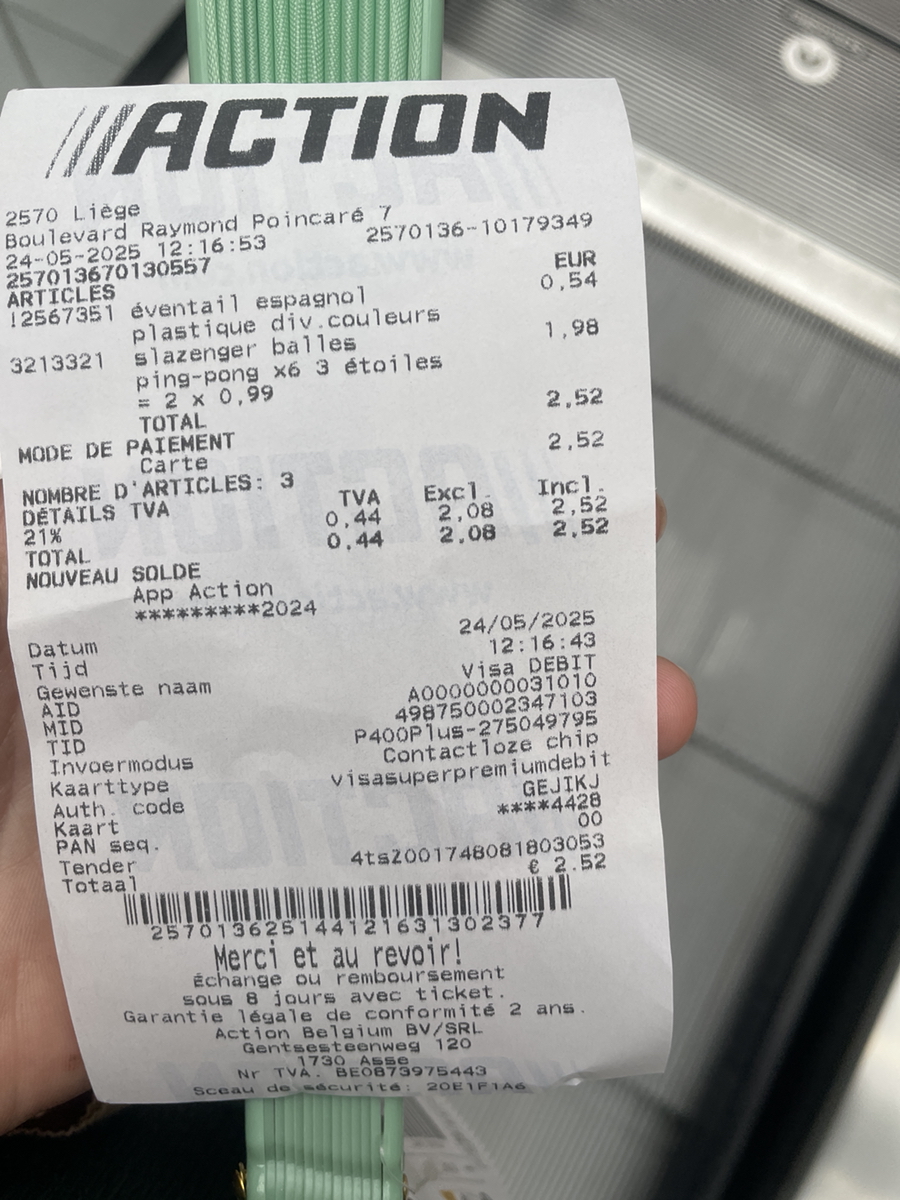 ACTION
2570 Liège
Boulevard Raymond Poincaré 7
24-05-2025 12:16:53 2570136-10179349
257013670130557
ARTICLES EUR
!2567351 éventail espagnol 0,54
plastique div.couleurs
3213321 slazenger balles 1,98
ping-pong x6 3 étoiles
= 2 x 0,99
TOTAL 2,52
MODE DE PAIEMENT
Carte 2,52
NOMBRE D'ARTICLES: 3
DÉTAILS TVA TVA Excl. Incl.
21% 0,44 2,08 2,52
TOTAL 0,44 2,08 2,52
NOUVEAU SOLDE
App Action
*********2024
Datum 24/05/2025
Tijd 12:16:43
Gewenste naam Visa DEBIT
AID A0000000031010
MID 498750002347103
TID P400Plus-275049795
Invoermodus Contactloze chip
Kaarttype visasuperpremiumdebit
Auth. code GEJIKJ
Kaart ****4428
PAN seq. 00
Tender 4tsZ001748081803053
Totaal € 2.52
257013625144121631302377
Merci et au revoir!
Échange ou remboursement
sous 8 jours avec ticket.
Garantie légale de conformité 2 ans.
Action Belgium BV/SRL
Gentsesteenweg 120
1730 Asse
Nr TVA. BE0873975443
Sceau de sécurité: 20E1F1A6